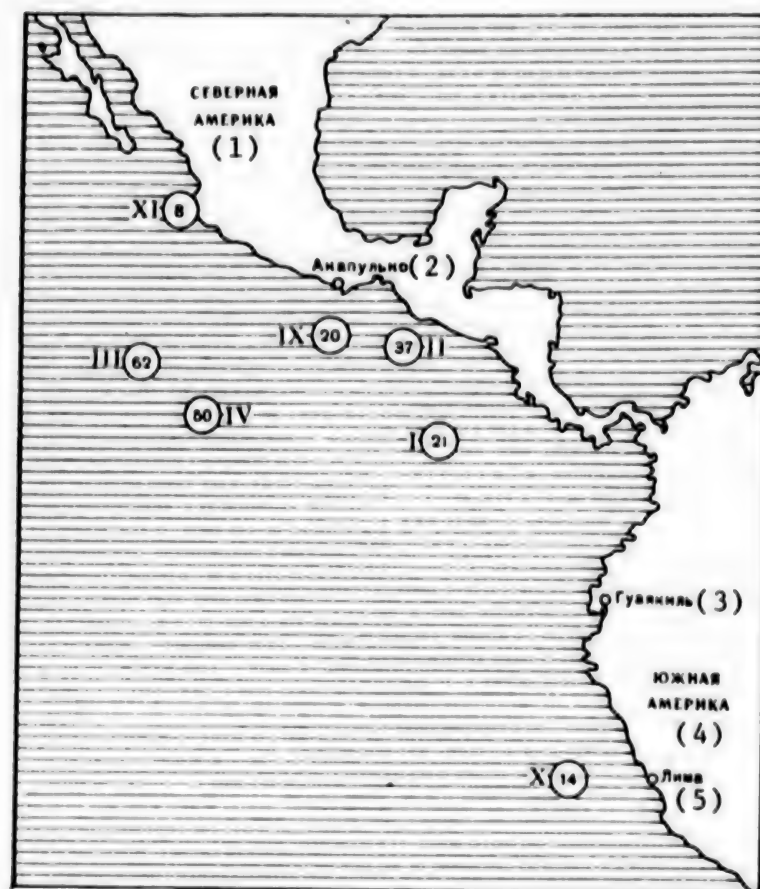 СЕВЕРНАЯ
АМЕРИКА
(1)
XI 8
Акапулько (2)
IX 20
37 II
III 62
50 IV
I 21
Гуаякиль (3)
ЮЖНАЯ
АМЕРИКА
(4)
X 14
Лима
(5)